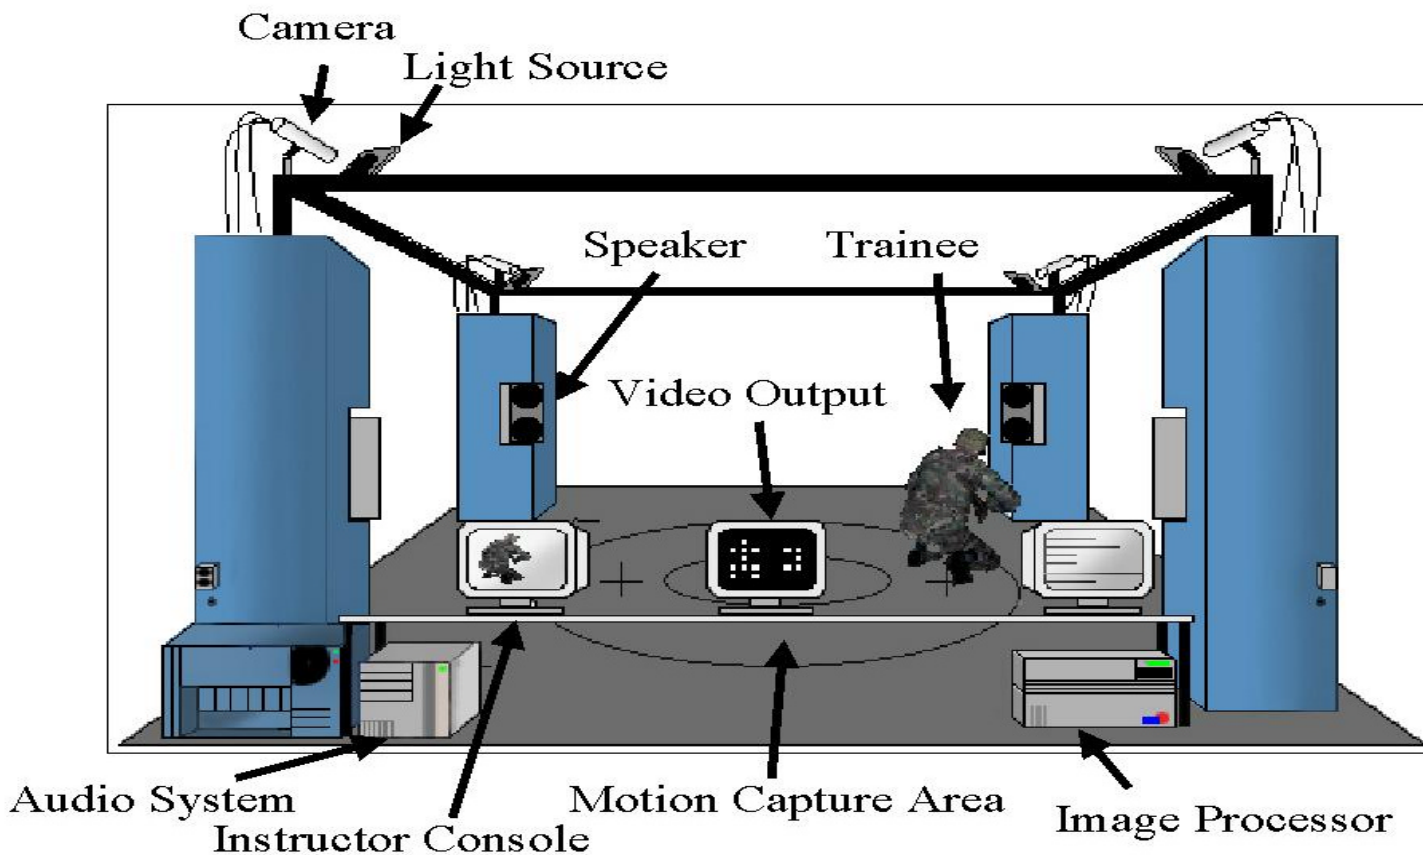 Camera
Light Source
Speaker
Trainee
Video Output
Audio System
Motion Capture Area
Instructor Console
Image Processor